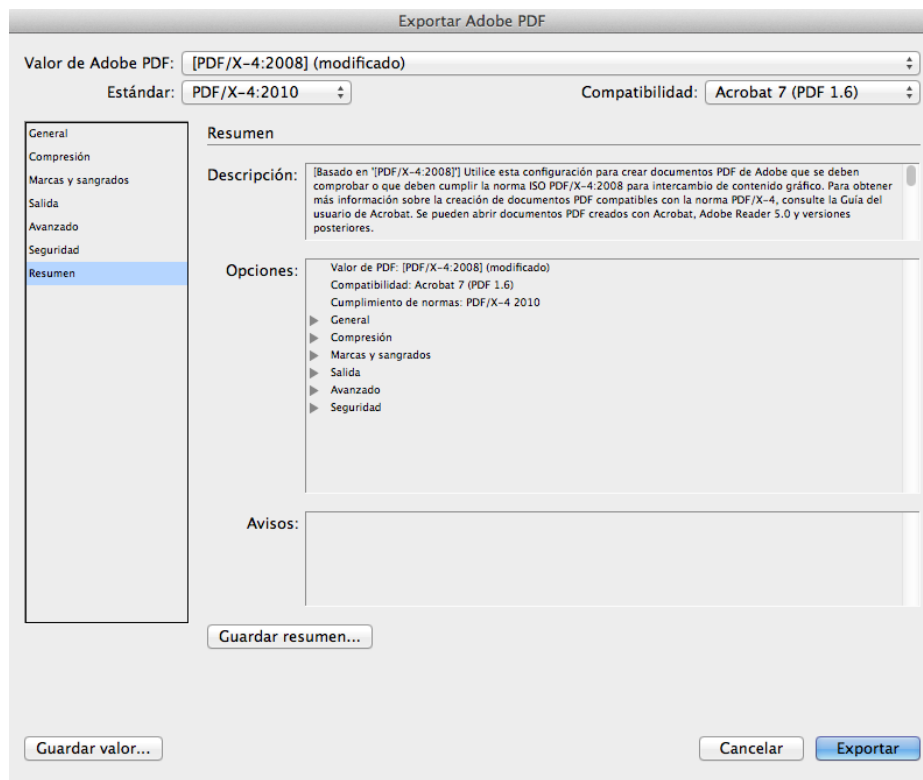 Exportar Adobe PDF
Valor de Adobe PDF: [PDF/X-4:2008] (modificado)
Estándar: PDF/X-4:2010 Compatibilidad: Acrobat 7 (PDF 1.6)
General
Compresión
Marcas y sangrados
Salida
Avanzado
Seguridad
Resumen
Resumen
Descripción: [Basado en '[PDF/X-4:2008]'] Utilice esta configuración para crear documentos PDF de Adobe que se deben
comprobar o que deben cumplir la norma ISO PDF/X-4:2008 para intercambio de contenido gráfico. Para obtener
más información sobre la creación de documentos PDF compatibles con la norma PDF/X-4, consulte la Guía del
usuario de Acrobat. Se pueden abrir documentos PDF creados con Acrobat, Adobe Reader 5.0 y versiones
posteriores.
Opciones: Valor de PDF: [PDF/X-4:2008] (modificado)
Compatibilidad: Acrobat 7 (PDF 1.6)
Cumplimiento de normas: PDF/X-4 2010
General
Compresión
Marcas y sangrados
Salida
Avanzado
Seguridad
Avisos:
Guardar resumen...
Guardar valor... Cancelar Exportar